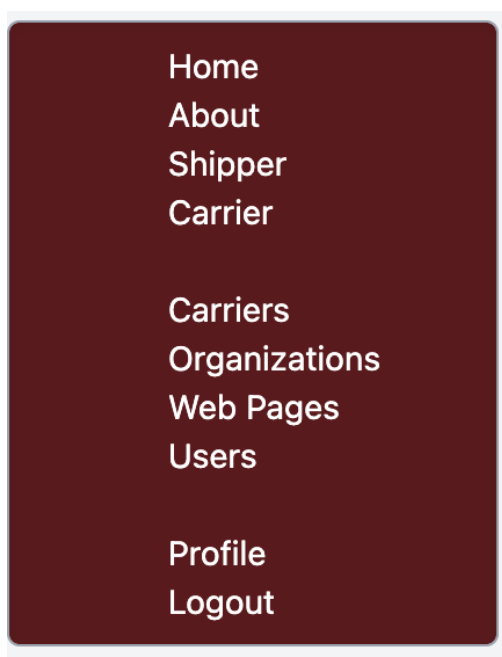 Home
About
Shipper
Carrier
Carriers
Organizations
Web Pages
Users
Profile
Logout